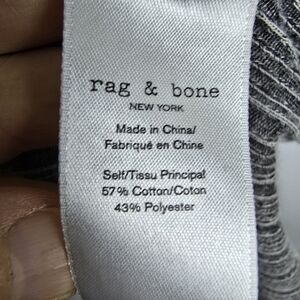 rag & bone
NEW YORK
Made in China/
Fabriqué en Chine
Self/Tissu Principal
57% Cotton/Coton
43% Polyester